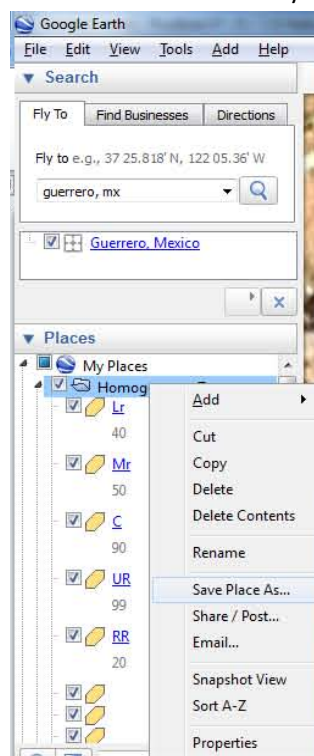 Google Earth
File Edit View Tools Add Help
Search
Fly To Find Businesses Directions
Fly to e.g., 37 25.818' N, 122 05.36' W
guerrero, mx
Guerrero, Mexico
Places
My Places
Homog
Lr
40
Mr
50
C
90
UR
99
RR
20
Add
Cut
Copy
Delete
Delete Contents
Rename
Save Place As...
Share / Post...
Email...
Snapshot View
Sort A-Z
Properties